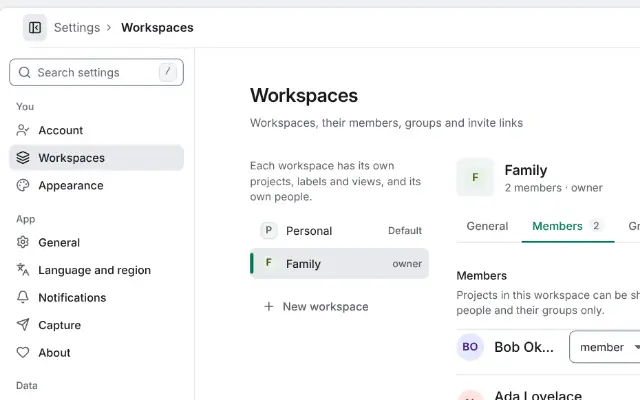 Settings > Workspaces
Search settings /
You
Account
Workspaces
Appearance
App
General
Language and region
Notifications
Capture
About
Data
Workspaces
Workspaces, their members, groups and invite links
Each workspace has its own
projects, labels and views, and its
own people.
P Personal Default
F Family owner
+ New workspace
F Family
2 members · owner
General Members 2
Members
Projects in this workspace can be
people and their groups only.
BO Bob Ok... member
Ada Lovelace